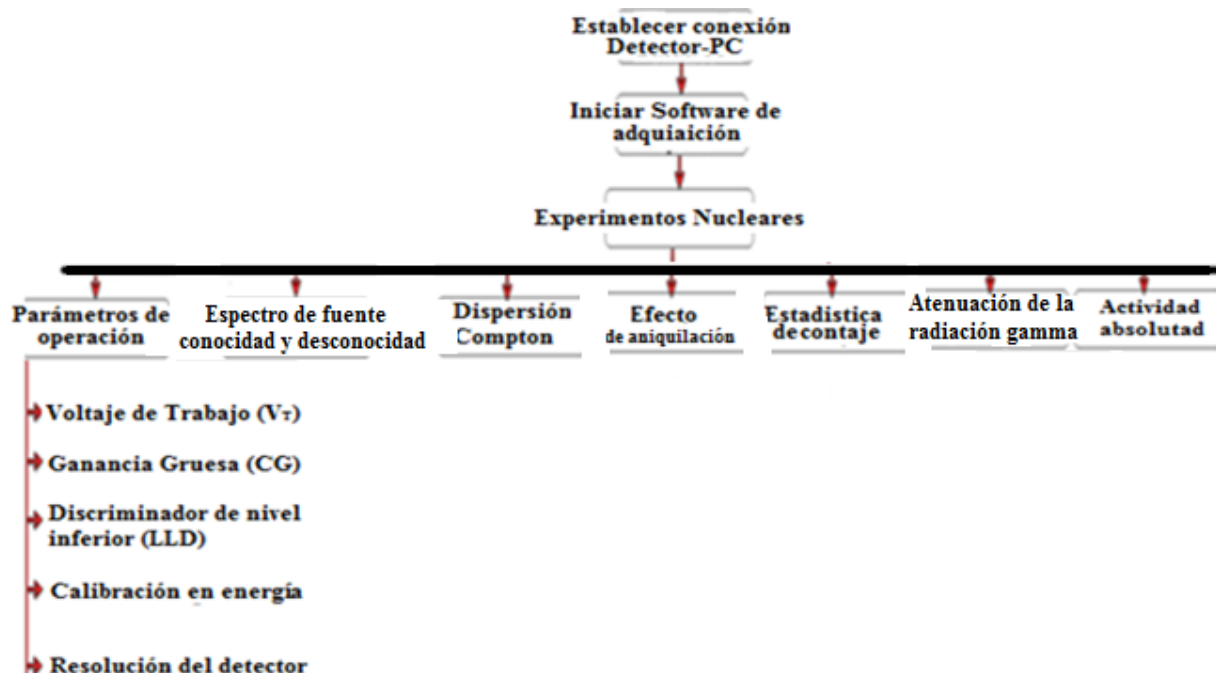 Establecer conexión
Detector-PC
Iniciar Software de
adquiaición
Experimentos Nucleares
Parámetros de
operación
Espectro de fuente
conocidad y desconocidad
Dispersión
Compton
Efecto
de aniquilación
Estadistica
decontaje
Atenuación de la
radiación gamma
Actividad
absolutad
Voltaje de Trabajo (VT)
Ganancia Gruesa (CG)
Discriminador de nivel
inferior (LLD)
Calibración en energía
Resolución del detector